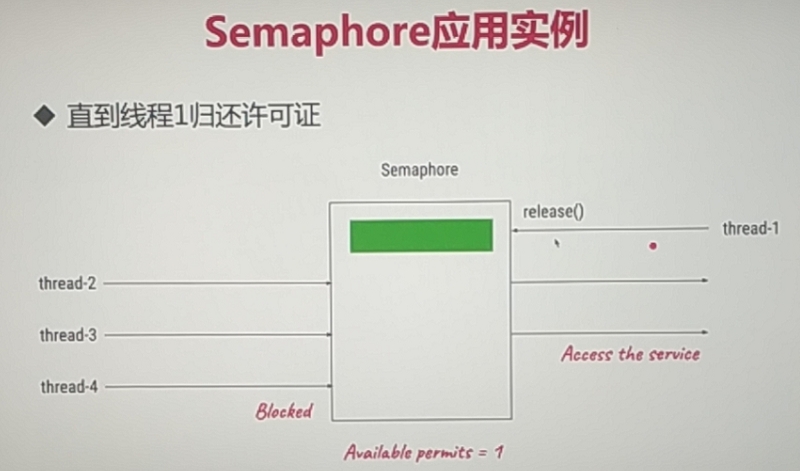 Semaphore应用实例
◆ 直到线程1归还许可证
Semaphore
release()
thread-1
thread-2
thread-3
Access the service
thread-4
Blocked
Available permits = 1